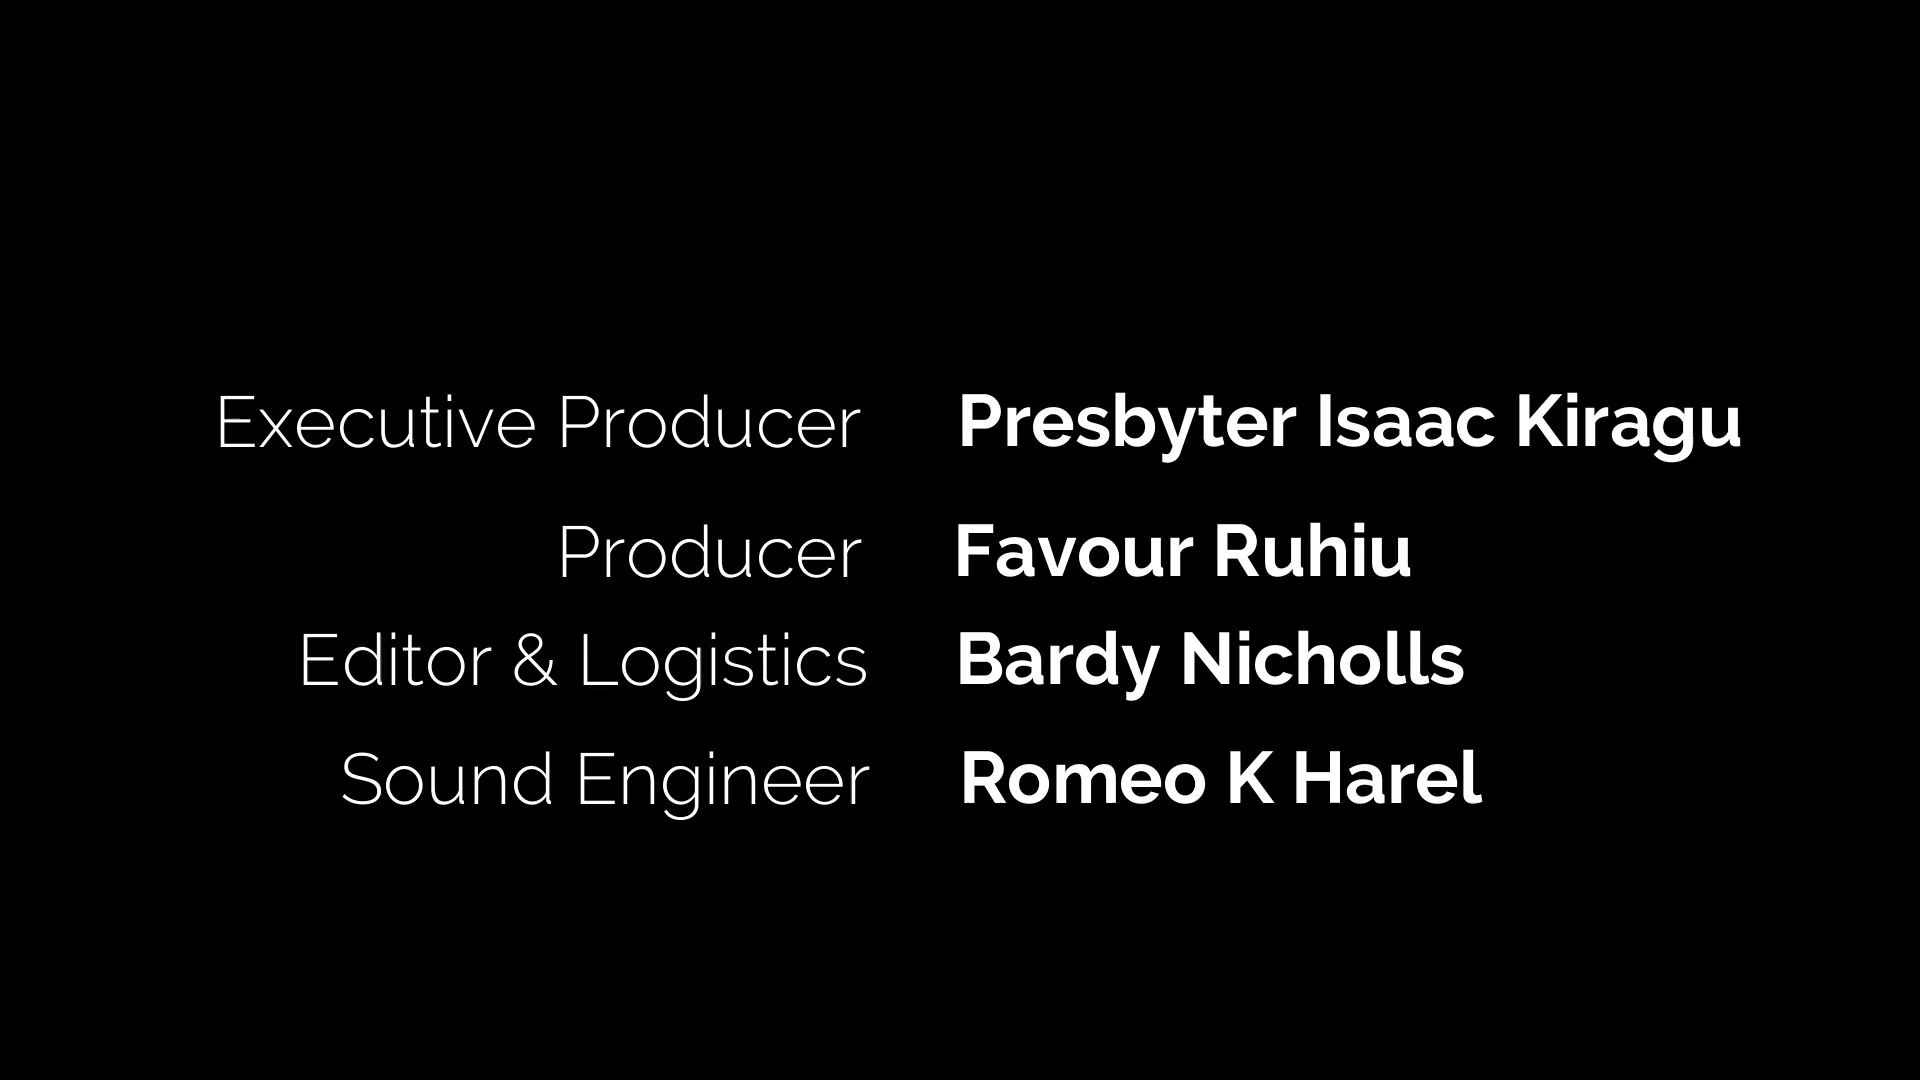 Executive Producer Presbyter Isaac Kiragu
Producer Favour Ruhiu
Editor & Logistics Bardy Nicholls
Sound Engineer Romeo K Harel